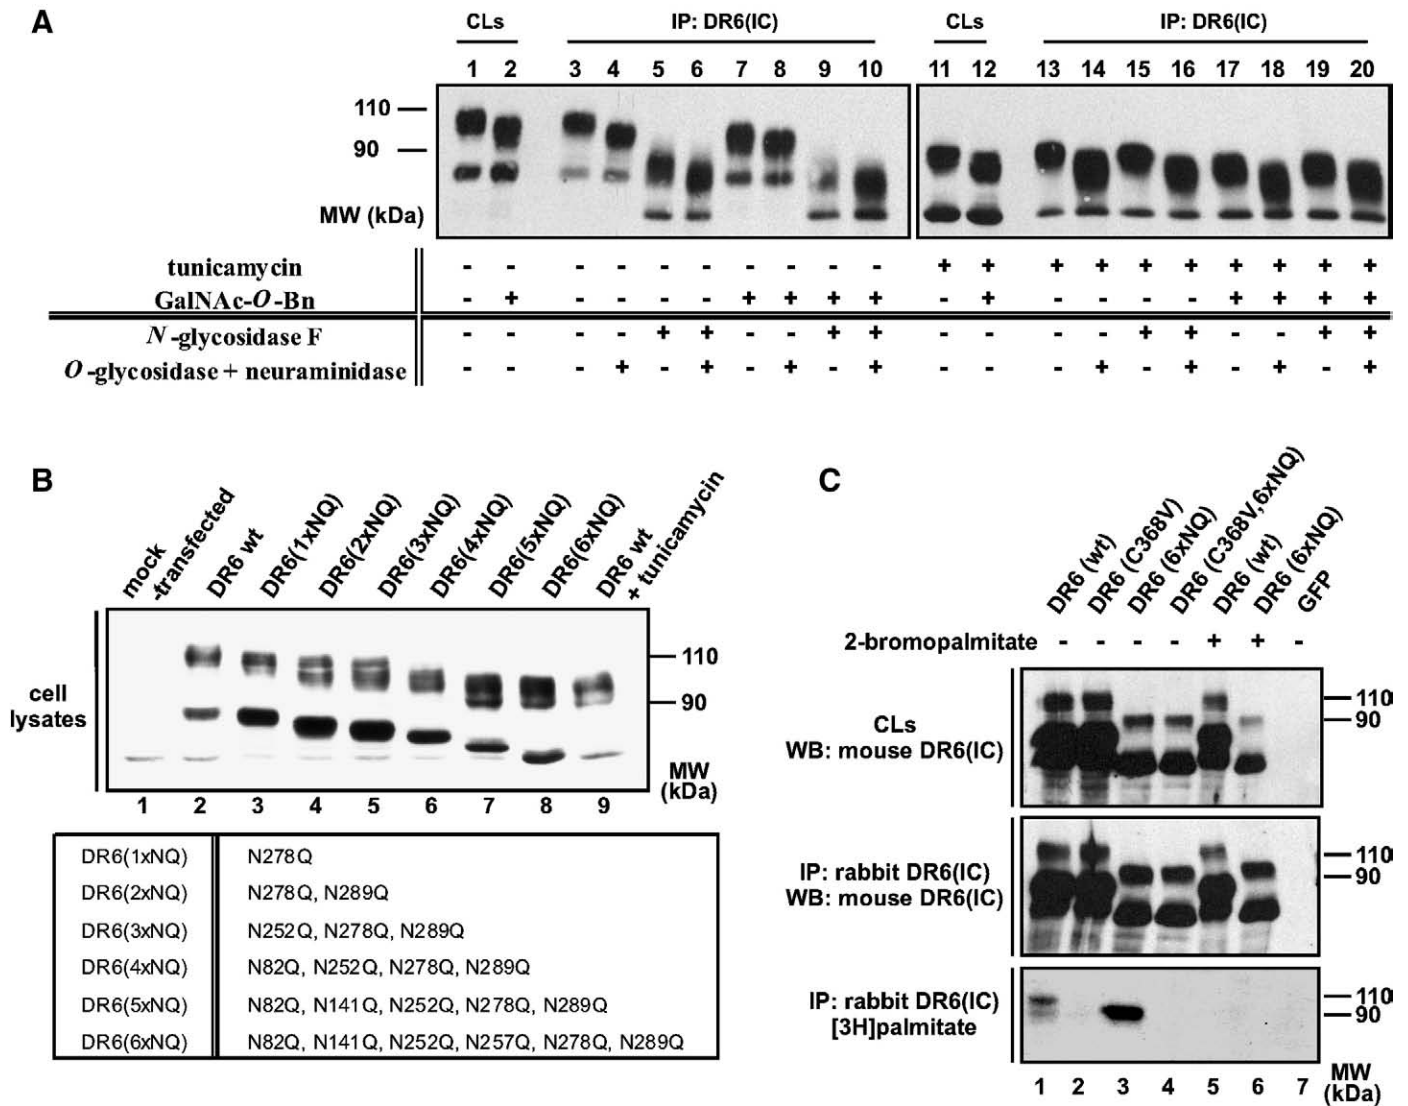 A
CLs IP: DR6(IC) CLs IP: DR6(IC)
1 2 3 4 5 6 7 8 9 10 11 12 13 14 15 16 17 18 19 20
110
90
MW (kDa)
tunicamycin - - - - - - - - - - + + + + + + + + + +
GalNAc-O-Bn - + - - - - + + + + - + - - - - + + + +
N-glycosidase F - - - - + + - - + + - - - - + + - - + +
O-glycosidase + neuraminidase - - - + - + - + - + - - - + - + - + - +
B
mock -transfected
DR6 wt
DR6(1xNQ)
DR6(2xNQ)
DR6(3xNQ)
DR6(4xNQ)
DR6(5xNQ)
DR6(6xNQ)
DR6 wt + tunicamycin
cell lysates
110
90
MW (kDa)
1 2 3 4 5 6 7 8 9
DR6(1xNQ) N278Q
DR6(2xNQ) N278Q, N289Q
DR6(3xNQ) N252Q, N278Q, N289Q
DR6(4xNQ) N82Q, N252Q, N278Q, N289Q
DR6(5xNQ) N82Q, N141Q, N252Q, N278Q, N289Q
DR6(6xNQ) N82Q, N141Q, N252Q, N257Q, N278Q, N289Q
C
DR6 (wt)
DR6 (C368V)
DR6 (6xNQ)
DR6 (C368V,6xNQ)
DR6 (wt)
DR6 (6xNQ)
GFP
2-bromopalmitate - - - - + + -
CLs
WB: mouse DR6(IC)
110
90
IP: rabbit DR6(IC)
WB: mouse DR6(IC)
110
90
IP: rabbit DR6(IC)
[3H]palmitate
110
90
1 2 3 4 5 6 7
MW (kDa)